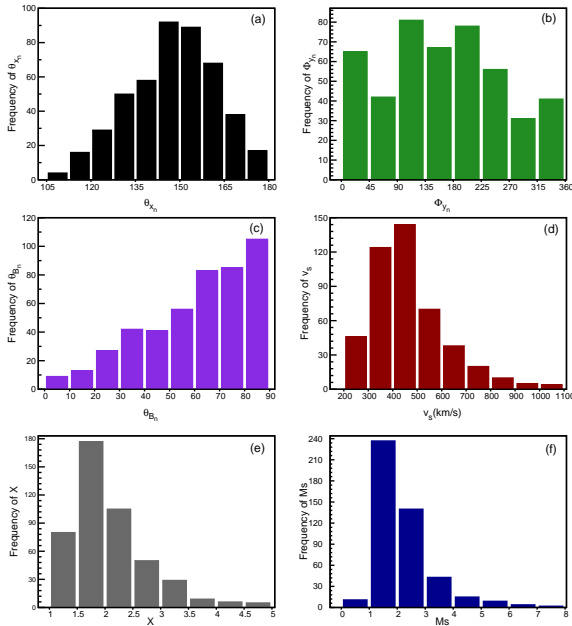 100
80
60
40
20
0
Frequency of θxn
(a)
105 120 135 150 165 180
θxn
80
70
60
50
40
30
20
10
0
Frequency of Φyn
(b)
0 45 90 135 180 225 270 315 360
Φyn
120
100
80
60
40
20
0
Frequency of θBn
(c)
0 10 20 30 40 50 60 70 80 90
θBn
150
120
90
60
30
0
Frequency of vs
(d)
200 300 400 500 600 700 800 900 1000 1100
vs(km/s)
180
150
120
90
60
30
0
Frequency of X
(e)
1 1.5 2 2.5 3 3.5 4 4.5 5
X
240
210
180
150
120
90
60
30
0
Frequency of Ms
(f)
0 1 2 3 4 5 6 7 8
Ms